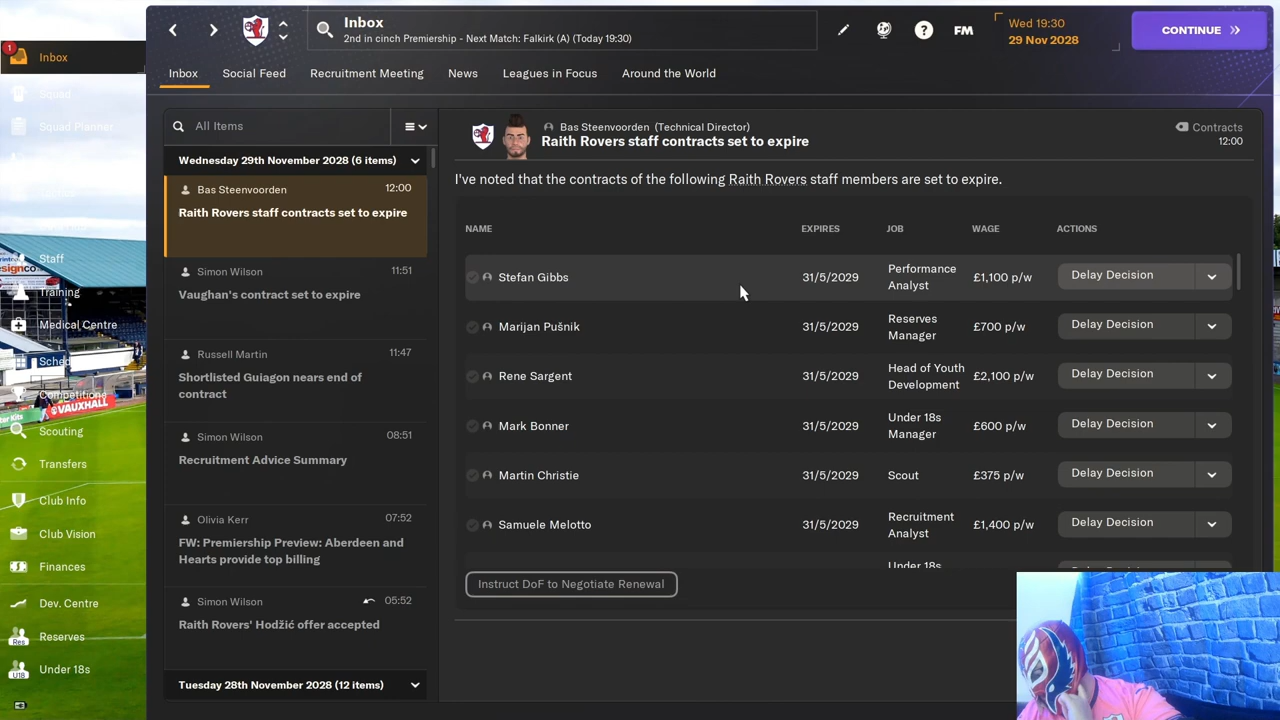 Inbox
2nd in cinch Premiership - Next Match: Falkirk (A) (Today 19:30)
FM
Wed 19:30
29 Nov 2028
CONTINUE
1
Inbox
Squad
Squad Planner
Staff
Training
Medical Centre
Sched
Competitions
Scouting
Transfers
Club Info
Club Vision
Finances
Dev. Centre
Reserves
Under 18s
Res
U18
VAUXHALL
Inbox
Social Feed
Recruitment Meeting
News
Leagues in Focus
Around the World
All Items
Wednesday 29th November 2028 (6 items)
Bas Steenvoorden 12:00
Raith Rovers staff contracts set to expire
Simon Wilson 11:51
Vaughan's contract set to expire
Russell Martin 11:47
Shortlisted Guiagon nears end of
contract
Simon Wilson 08:51
Recruitment Advice Summary
Olivia Kerr 07:52
FW: Premiership Preview: Aberdeen and
Hearts provide top billing
Simon Wilson 05:52
Raith Rovers' Hodžić offer accepted
Tuesday 28th November 2028 (12 items)
Bas Steenvoorden (Technical Director)
Raith Rovers staff contracts set to expire
Contracts
12:00
I've noted that the contracts of the following Raith Rovers staff members are set to expire.
NAME EXPIRES JOB WAGE ACTIONS
Stefan Gibbs 31/5/2029 Performance Analyst £1,100 p/w Delay Decision
Marijan Pušnik 31/5/2029 Reserves Manager £700 p/w Delay Decision
Rene Sargent 31/5/2029 Head of Youth Development £2,100 p/w Delay Decision
Mark Bonner 31/5/2029 Under 18s Manager £600 p/w Delay Decision
Martin Christie 31/5/2029 Scout £375 p/w Delay Decision
Samuele Melotto 31/5/2029 Recruitment Analyst £1,400 p/w Delay Decision
Under 18s
Instruct DoF to Negotiate Renewal